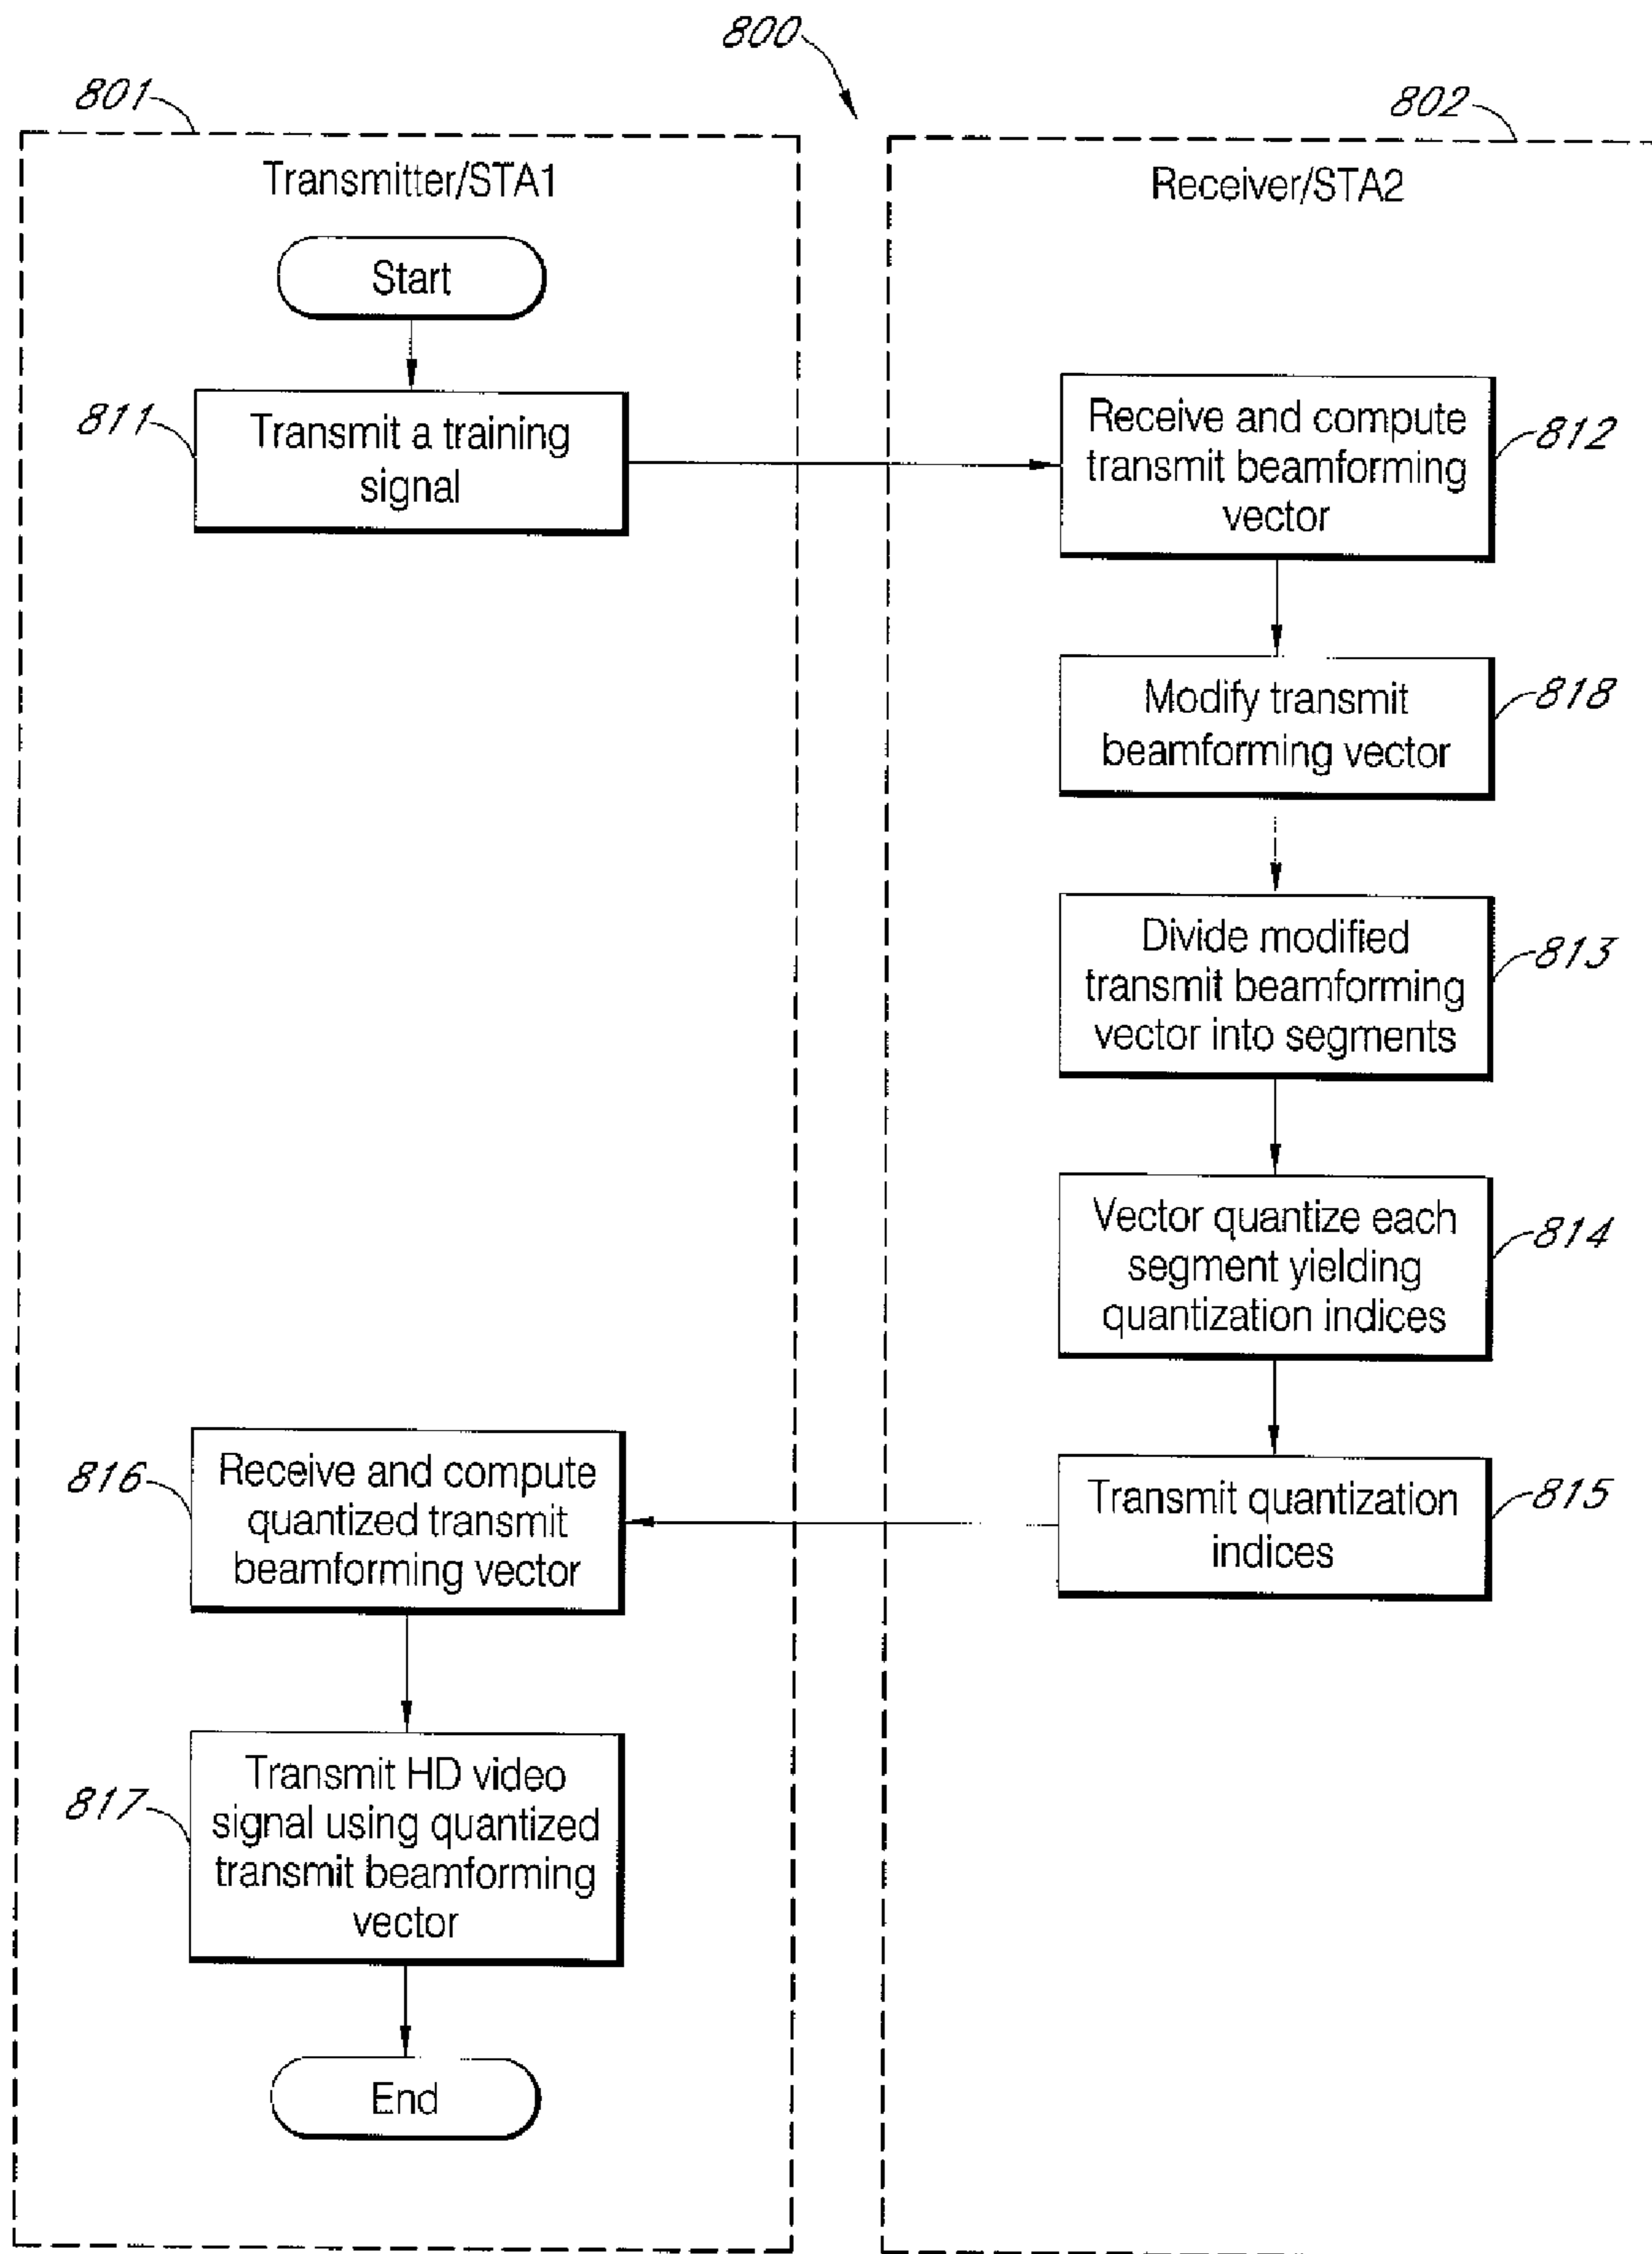 800
801
802
Transmitter/STA1
Receiver/STA2
Start
811
Transmit a training
signal
Receive and compute
transmit beamforming
vector
812
Modify transmit
beamforming vector
818
Divide modified
transmit beamforming
vector into segments
813
Vector quantize each
segment yielding
quantization indices
814
Transmit quantization
indices
815
816
Receive and compute
quantized transmit
beamforming vector
817
Transmit HD video
signal using quantized
transmit beamforming
vector
End